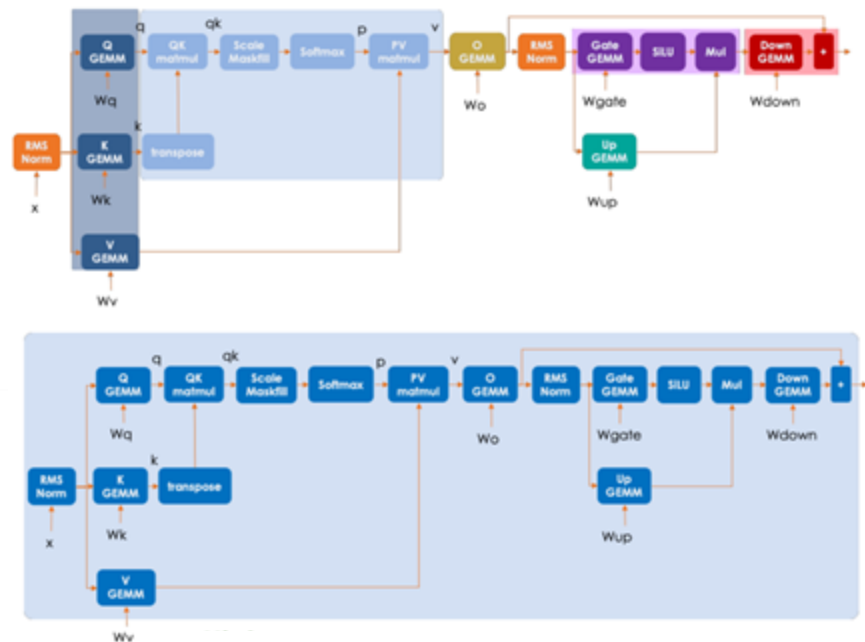 q
qk
p
v
Q
GEMM
QK
matmul
Scale
Maskfill
Softmax
PV
matmul
O
GEMM
RMS
Norm
Gate
GEMM
SiLU
Mul
Down
GEMM
+
Wq
Wo
Wgate
Wdown
k
RMS
Norm
K
GEMM
transpose
Up
GEMM
x
Wk
Wup
V
GEMM
Wv
q
qk
p
v
Q
GEMM
QK
matmul
Scale
Maskfill
Softmax
PV
matmul
O
GEMM
RMS
Norm
Gate
GEMM
SiLU
Mul
Down
GEMM
+
Wq
Wo
Wgate
Wdown
k
RMS
Norm
K
GEMM
transpose
Up
GEMM
x
Wk
Wup
V
GEMM
Wv